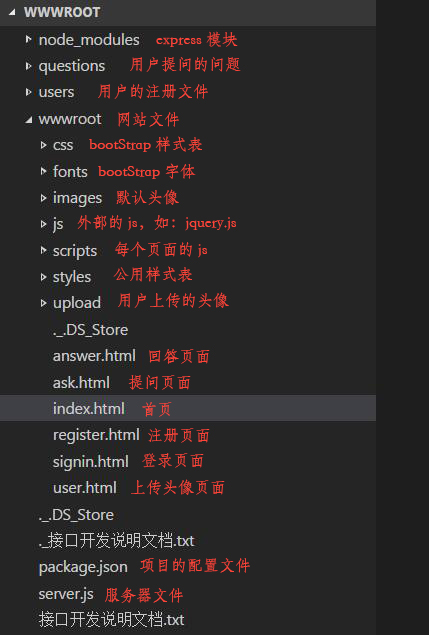 WWWROOT
node_modules express 模块
questions 用户提问的问题
users 用户的注册文件
wwwroot 网站文件
css bootStrap 样式表
fonts bootStrap 字体
images 默认头像
js 外部的 js，如：jquery.js
scripts 每个页面的 js
styles 公用样式表
upload 用户上传的头像
._.DS_Store
answer.html 回答页面
ask.html 提问页面
index.html 首页
register.html 注册页面
signin.html 登录页面
user.html 上传头像页面
._.DS_Store
._接口开发说明文档.txt
package.json 项目的配置文件
server.js 服务器文件
接口开发说明文档.txt